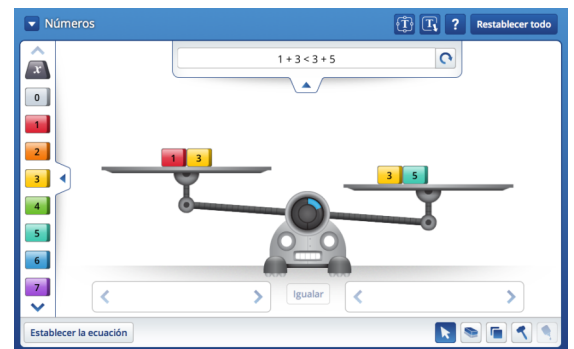 Números
? Restablecer todo
1 + 3 < 3 + 5
x
0
1
2
3
4
5
6
7
1 3
3 5
Igualar
Establecer la ecuación